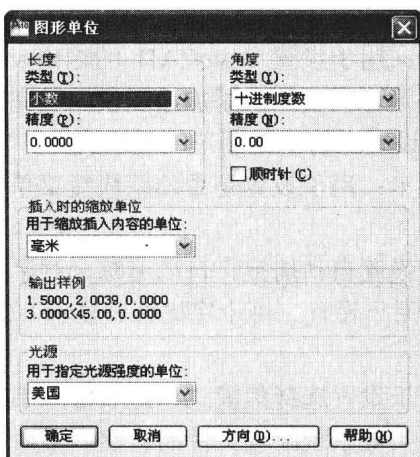 图形单位
长度
类型(T):
小数
精度(P):
0.0000
角度
类型(Y):
十进制度数
精度(N):
0.00
顺时针(C)
插入时的缩放单位
用于缩放插入内容的单位:
毫米
输出样例
1.5000,2.0039,0.0000
3.0000<45.00,0.0000
光源
用于指定光源强度的单位:
美国
确定
取消
方向(D)...
帮助(H)